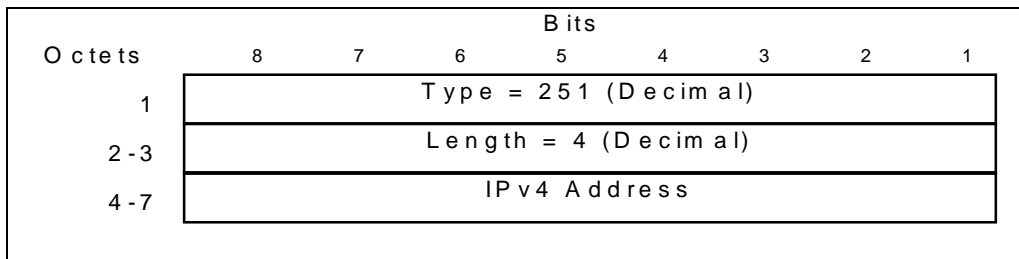 Bits
Octets 8 7 6 5 4 3 2 1
1 Type = 251 (Decimal)
2-3 Length = 4 (Decimal)
4-7 IPv4 Address